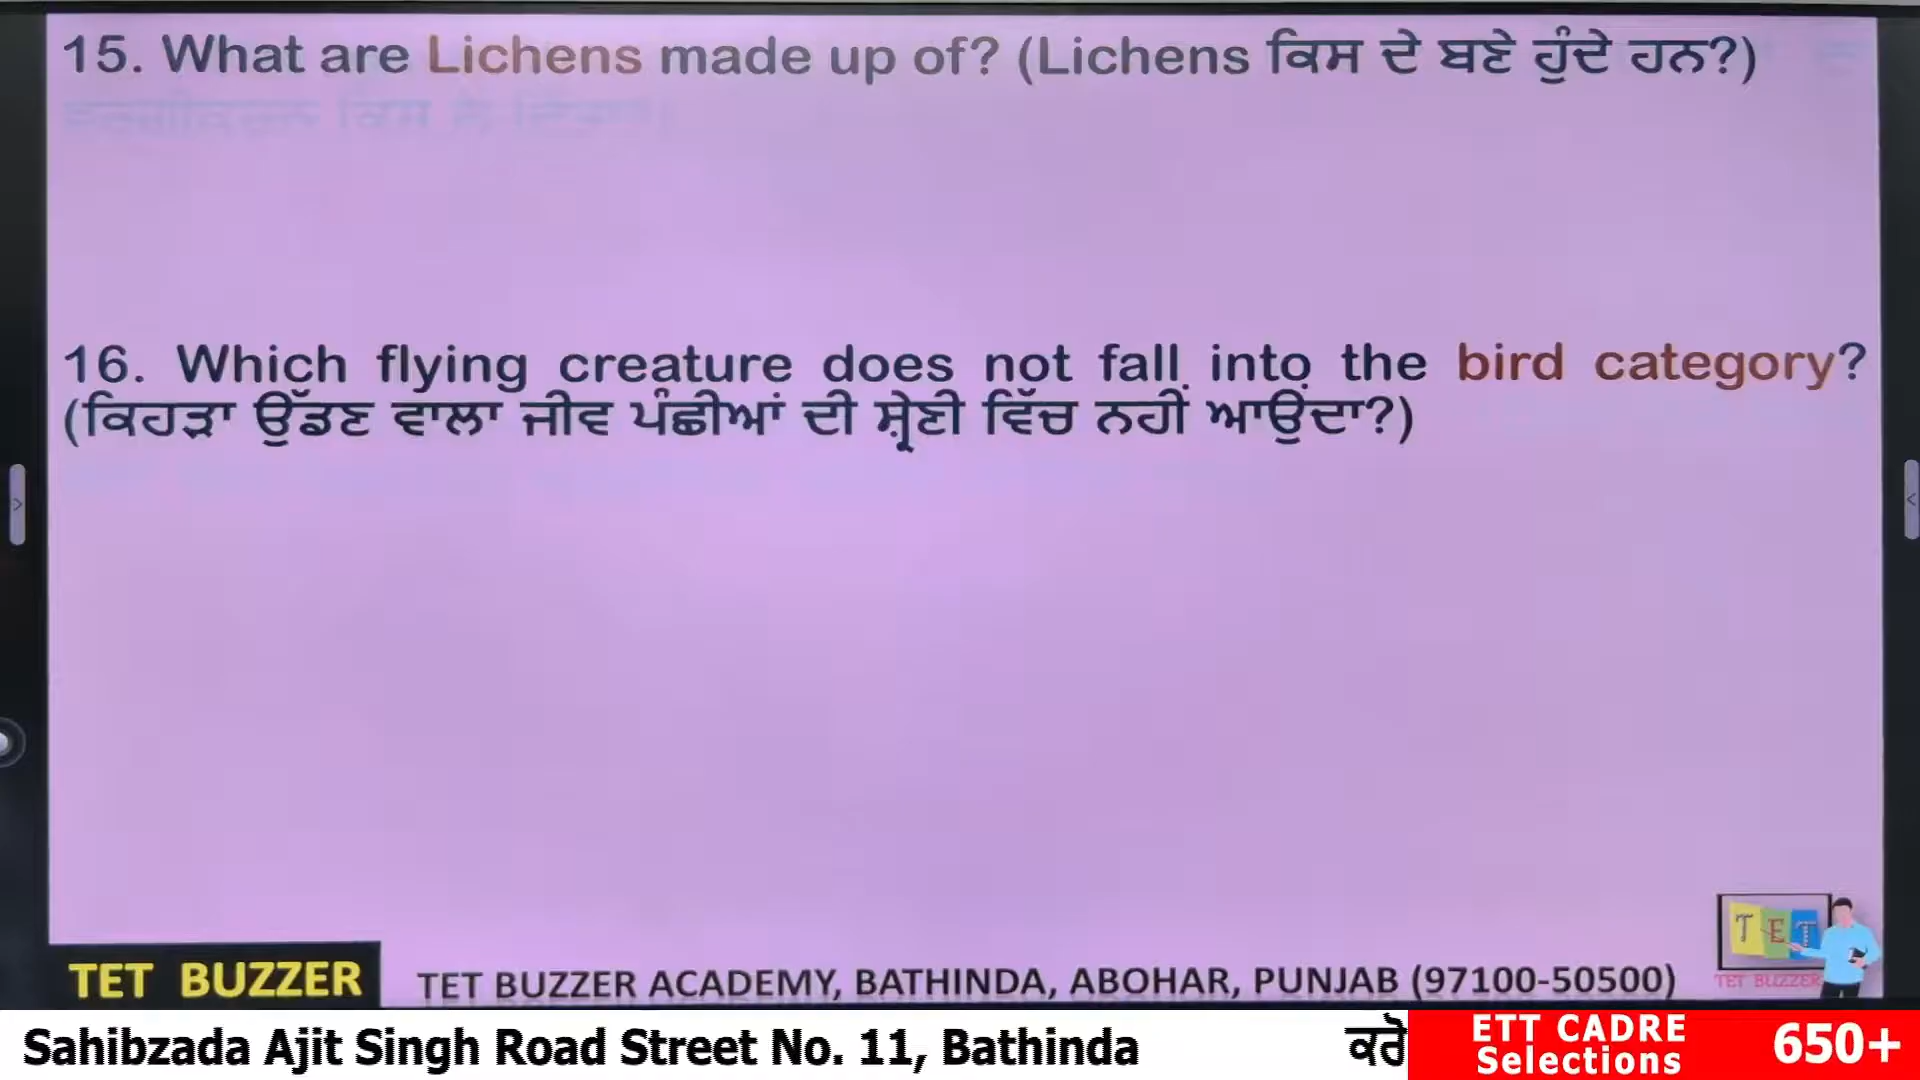 15. What are Lichens made up of? (Lichens ਕਿਸ ਦੇ ਬਣੇ ਹੁੰਦੇ ਹਨ?)
16. Which flying creature does not fall into the bird category?
(ਕਿਹੜਾ ਉੱਡਣ ਵਾਲਾ ਜੀਵ ਪੰਛੀਆਂ ਦੀ ਸ਼੍ਰੇਣੀ ਵਿੱਚ ਨਹੀਂ ਆਉਂਦਾ?)
TET
TET BUZZER
TET BUZZER
TET BUZZER ACADEMY, BATHINDA, ABOHAR, PUNJAB (97100-50500)
Sahibzada Ajit Singh Road Street No. 11, Bathinda
ਕਰੋ
ETT CADRE
Selections
650+